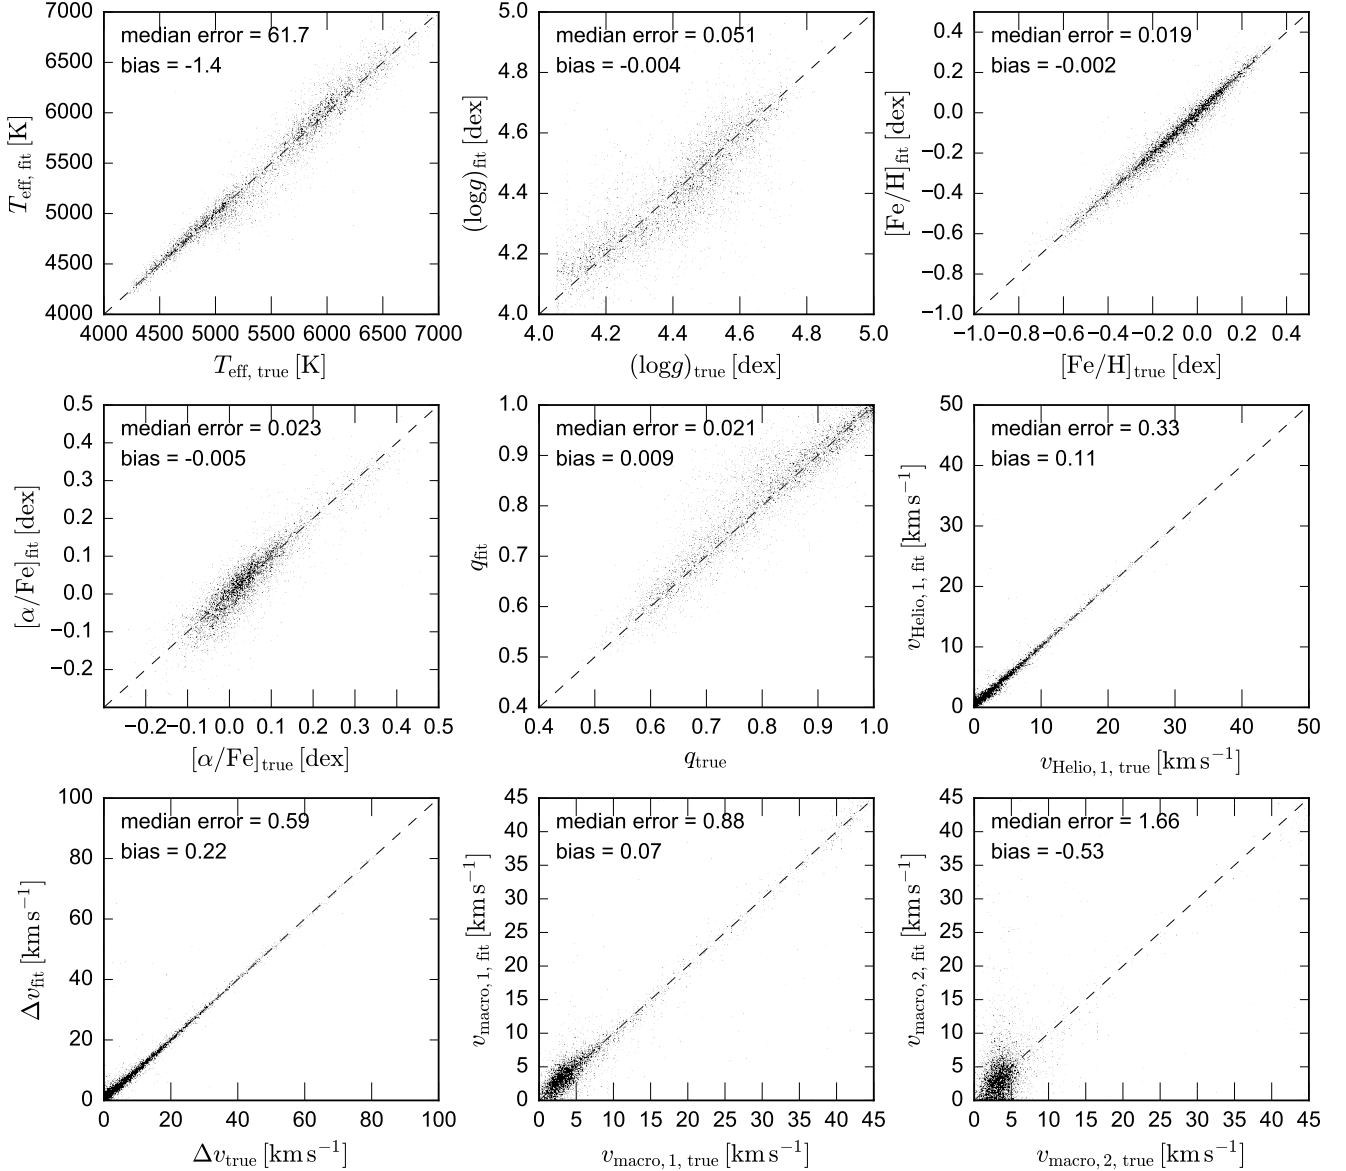 median error = 61.7
bias = -1.4
7000
6500
6000
5500
5000
4500
4000
4000 4500 5000 5500 6000 6500 7000
T_eff, fit [K]
T_eff, true [K]
median error = 0.051
bias = -0.004
5.0
4.8
4.6
4.4
4.2
4.0
4.0 4.2 4.4 4.6 4.8 5.0
(log g)_fit [dex]
(log g)_true [dex]
median error = 0.019
bias = -0.002
0.4
0.2
0.0
−0.2
−0.4
−0.6
−0.8
−1.0
−1.0 −0.8 −0.6 −0.4 −0.2 0.0 0.2 0.4
[Fe/H]_fit [dex]
[Fe/H]_true [dex]
median error = 0.023
bias = -0.005
0.5
0.4
0.3
0.2
0.1
0.0
−0.1
−0.2
−0.2 −0.1 0.0 0.1 0.2 0.3 0.4 0.5
[α/Fe]_fit [dex]
[α/Fe]_true [dex]
median error = 0.021
bias = 0.009
1.0
0.9
0.8
0.7
0.6
0.5
0.4
0.4 0.5 0.6 0.7 0.8 0.9 1.0
q_fit
q_true
median error = 0.33
bias = 0.11
50
40
30
20
10
0
0 10 20 30 40 50
v_Helio, 1, fit [km s⁻¹]
v_Helio, 1, true [km s⁻¹]
median error = 0.59
bias = 0.22
100
80
60
40
20
0
0 20 40 60 80 100
Δv_fit [km s⁻¹]
Δv_true [km s⁻¹]
median error = 0.88
bias = 0.07
45
40
35
30
25
20
15
10
5
0
0 5 10 15 20 25 30 35 40 45
v_macro, 1, fit [km s⁻¹]
v_macro, 1, true [km s⁻¹]
median error = 1.66
bias = -0.53
45
40
35
30
25
20
15
10
5
0
0 5 10 15 20 25 30 35 40 45
v_macro, 2, fit [km s⁻¹]
v_macro, 2, true [km s⁻¹]